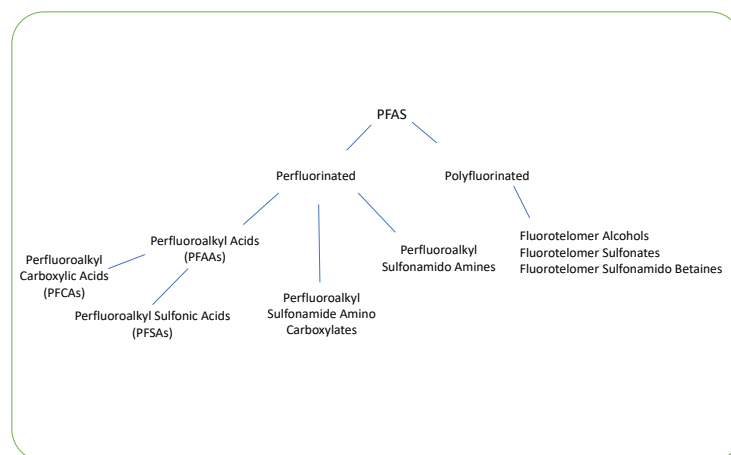 PFAS
Perfluorinated
Polyfluorinated
Perfluoroalkyl Acids
(PFAAs)
Perfluoroalkyl
Carboxylic Acids
(PFCAs)
Perfluoroalkyl Sulfonic Acids
(PFSAs)
Perfluoroalkyl
Sulfonamide Amino
Carboxylates
Perfluoroalkyl
Sulfonamido Amines
Fluorotelomer Alcohols
Fluorotelomer Sulfonates
Fluorotelomer Sulfonamido Betaines